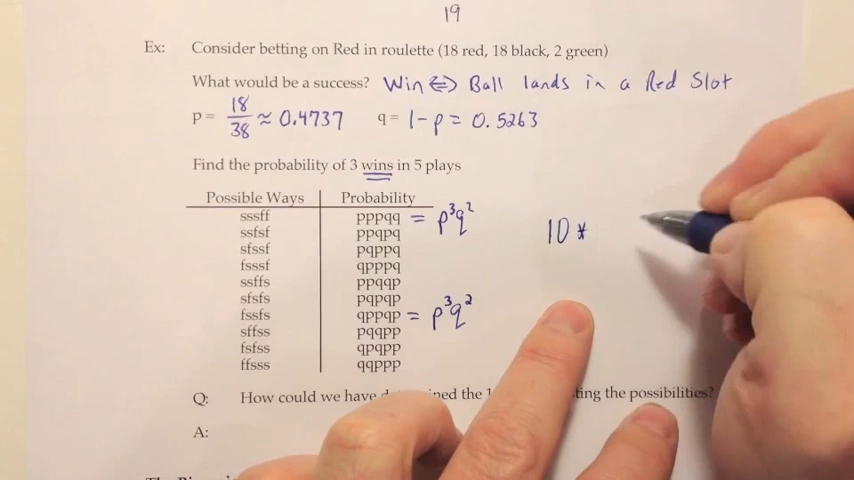 19
Ex: Consider betting on Red in roulette (18 red, 18 black, 2 green)
What would be a success? Win ⇔ Ball lands in a Red Slot
p = 18/38 ≈ 0.4737 q = 1-p = 0.5263
Find the probability of 3 wins in 5 plays
Possible Ways Probability
sssff pppqq = p³q²
ssfsf ppqpq
sfssf pqppq
fsssf qpppq
ssffs ppqqp
sfsfs pqpqp
fssfs qppqp = p³q²
sffss pqqpp
fsfss qpqpp
ffsss qqppp
10 *
Q: How could we have the 1 the possibilities?
A: